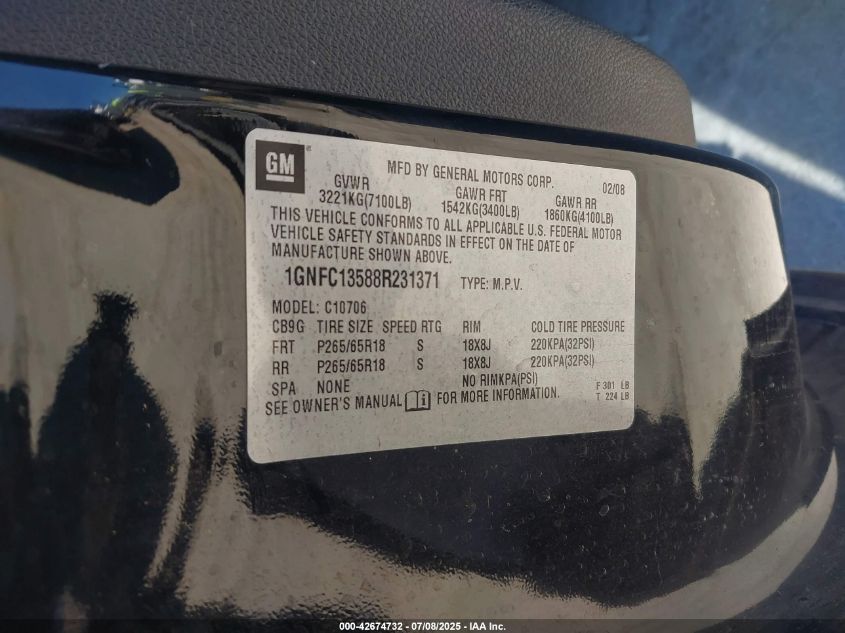 GM
MFD BY GENERAL MOTORS CORP. 02/08
GVWR GAWR FRT GAWR RR
3221KG(7100LB) 1542KG(3400LB) 1860KG(4100LB)
THIS VEHICLE CONFORMS TO ALL APPLICABLE U.S. FEDERAL MOTOR
VEHICLE SAFETY STANDARDS IN EFFECT ON THE DATE OF
MANUFACTURE SHOWN ABOVE.
1GNFC13588R231371 TYPE: M.P.V.
MODEL: C10706
CB9G TIRE SIZE SPEED RTG RIM COLD TIRE PRESSURE
FRT P265/65R18 S 18X8J 220KPA(32PSI)
RR P265/65R18 S 18X8J 220KPA(32PSI)
SPA NONE NO RIMKPA(PSI) F 301 LB
SEE OWNER'S MANUAL FOR MORE INFORMATION. T 224 LB
000-42674732 - 07/08/2025 - IAA Inc.